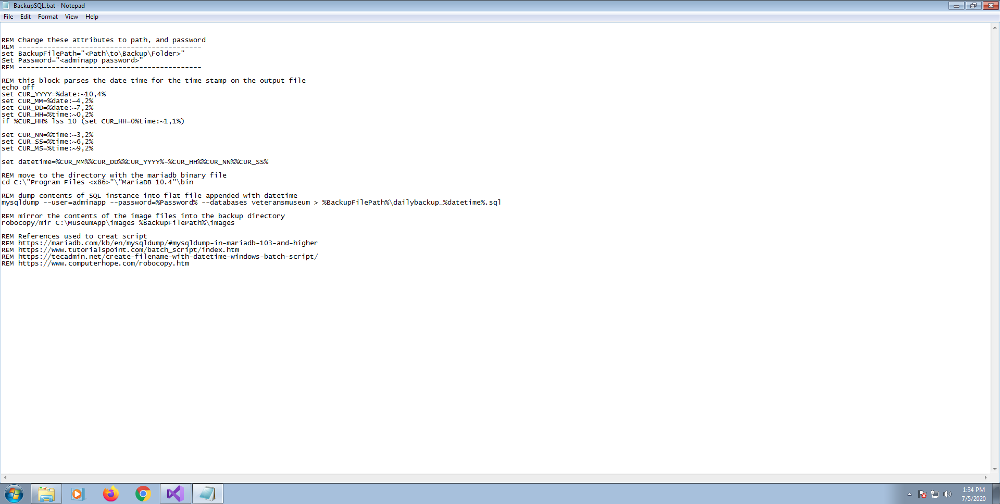 BackupSQL.bat - Notepad
File Edit Format View Help
REM Change these attributes to path, and password
REM --------------------------------------------
set BackupFilePath="<Path\to\Backup\Folder>"
Set Password="<adminapp password>"
REM --------------------------------------------
REM this block parses the date time for the time stamp on the output file
echo off
set CUR_YYYY=%date:~10,4%
set CUR_MM=%date:~4,2%
set CUR_DD=%date:~7,2%
set CUR_HH=%time:~0,2%
if %CUR_HH% lss 10 (set CUR_HH=0%time:~1,1%)
set CUR_NN=%time:~3,2%
set CUR_SS=%time:~6,2%
set CUR_MS=%time:~9,2%
set datetime=%CUR_MM%%CUR_DD%%CUR_YYYY%-%CUR_HH%%CUR_NN%%CUR_SS%
REM move to the directory with the mariadb binary file
cd C:\"Program Files <x86>"\"MariaDB 10.4"\bin
REM dump contents of SQL instance into flat file appended with datetime
mysqldump --user=adminapp --password=%Password% --databases veteransmuseum > %BackupFilePath%\dailybackup_%datetime%.sql
REM mirror the contents of the image files into the backup directory
robocopy/mir C:\MuseumApp\images %BackupFilePath%\images
REM References used to creat script
REM https://mariadb.com/kb/en/mysqldump/#mysqldump-in-mariadb-103-and-higher
REM https://www.tutorialspoint.com/batch_script/index.htm
REM https://tecadmin.net/create-filename-with-datetime-windows-batch-script/
REM https://www.computerhope.com/robocopy.htm
1:34 PM
7/5/2020